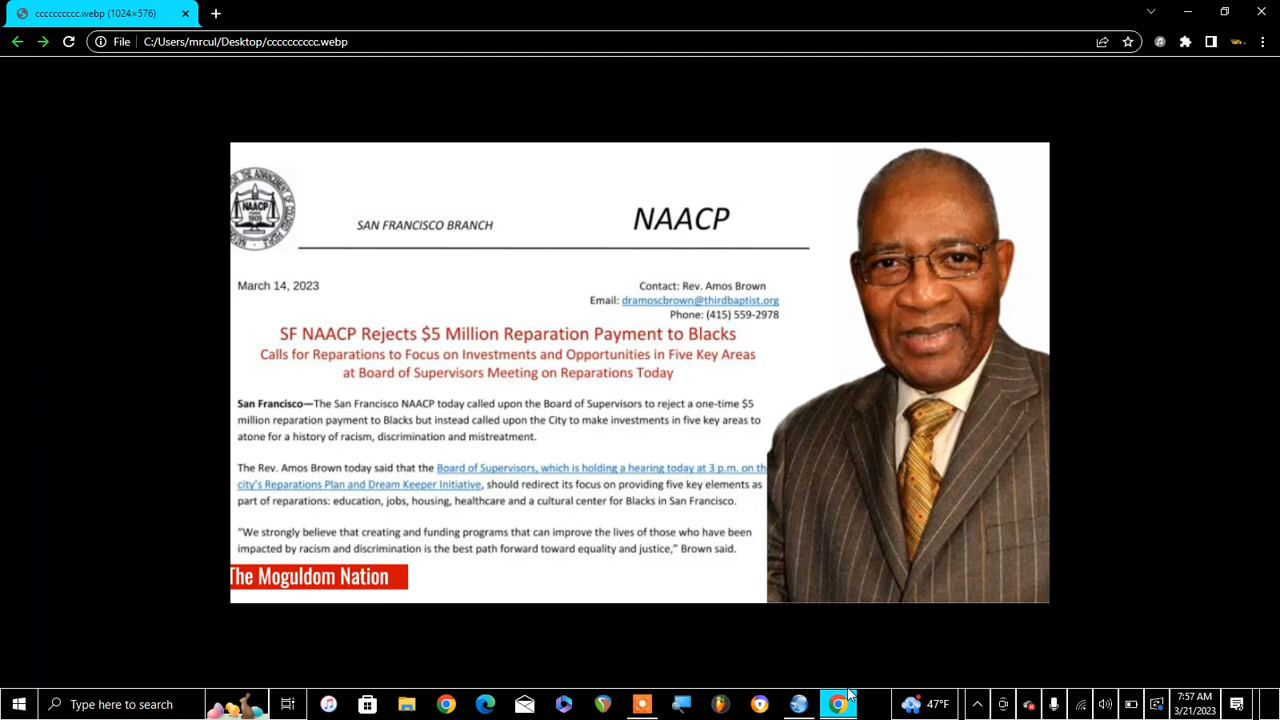 cccccccccc.webp (1024×576)
File C:/Users/mrcul/Desktop/cccccccccc.webp
NAACP
SAN FRANCISCO BRANCH
NAACP
March 14, 2023
Contact: Rev. Amos Brown
Email: dramoscbrown@thirdbaptist.org
Phone: (415) 559-2978
SF NAACP Rejects $5 Million Reparation Payment to Blacks
Calls for Reparations to Focus on Investments and Opportunities in Five Key Areas
at Board of Supervisors Meeting on Reparations Today
San Francisco—The San Francisco NAACP today called upon the Board of Supervisors to reject a one-time $5
million reparation payment to Blacks but instead called upon the City to make investments in five key areas to
atone for a history of racism, discrimination and mistreatment.
The Rev. Amos Brown today said that the Board of Supervisors, which is holding a hearing today at 3 p.m. on th
city's Reparations Plan and Dream Keeper Initiative, should redirect its focus on providing five key elements as
part of reparations: education, jobs, housing, healthcare and a cultural center for Blacks in San Francisco.
“We strongly believe that creating and funding programs that can improve the lives of those who have been
impacted by racism and discrimination is the best path forward toward equality and justice,” Brown said.
The Moguldom Nation
Type here to search
47°F
7:57 AM
3/21/2023